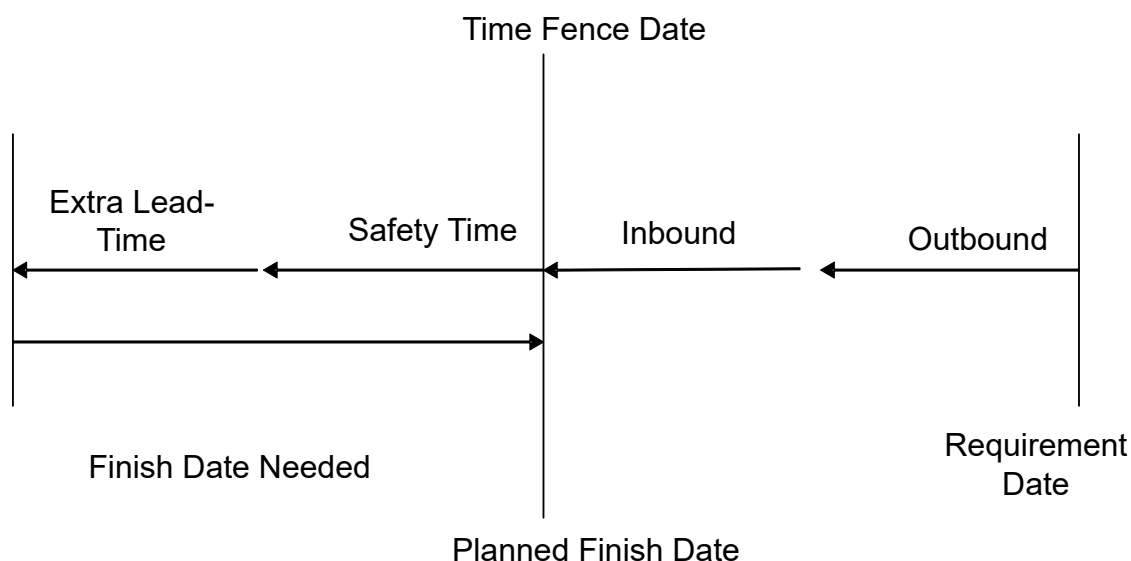 Time Fence Date
Extra Lead-
Time
Safety Time
Inbound
Outbound
Finish Date Needed
Requirement
Date
Planned Finish Date